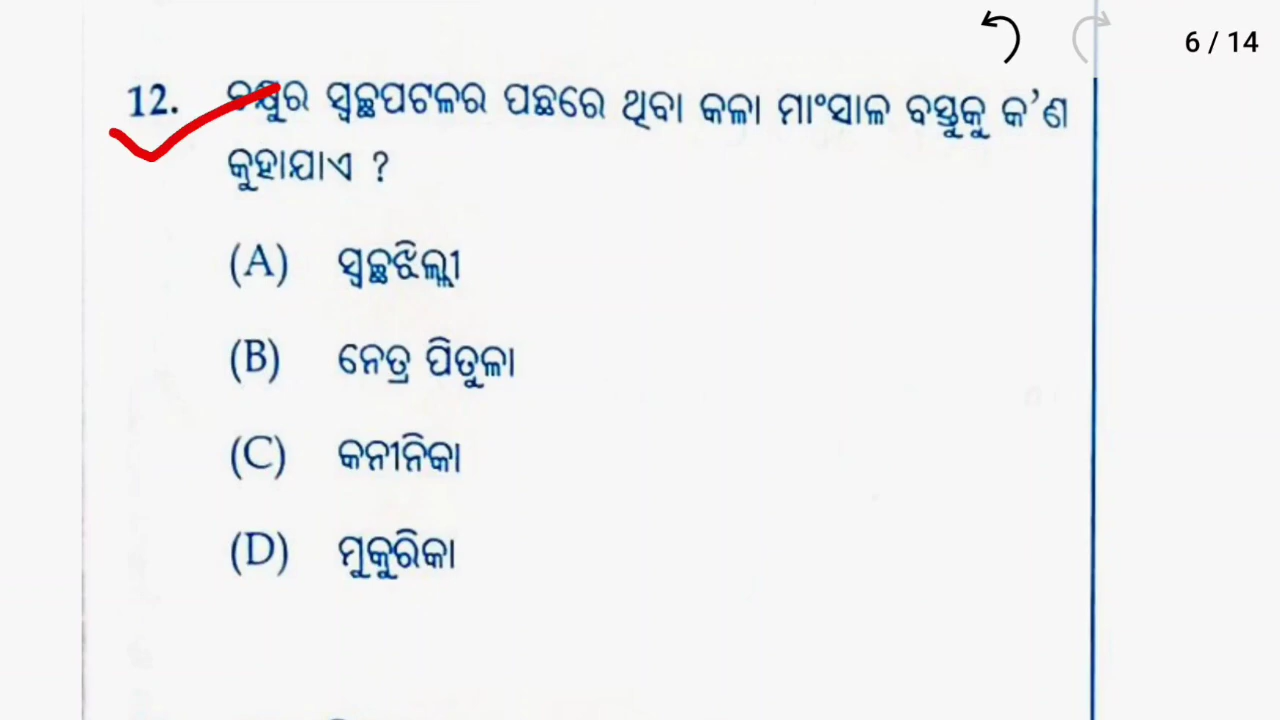 6 / 14
12. ଚକ୍ଷୁର ସ୍ୱଚ୍ଛପଟଳର ପଛରେ ଥିବା କଳା ମାଂସାଳ ବସ୍ତୁକୁ କ’ଣ
କୁହାଯାଏ ?
(A) ସ୍ୱଚ୍ଛଝିଲ୍ଲୀ
(B) ନେତ୍ର ପିତୁଳା
(C) କନୀନିକା
(D) ମୁକୁରିକା